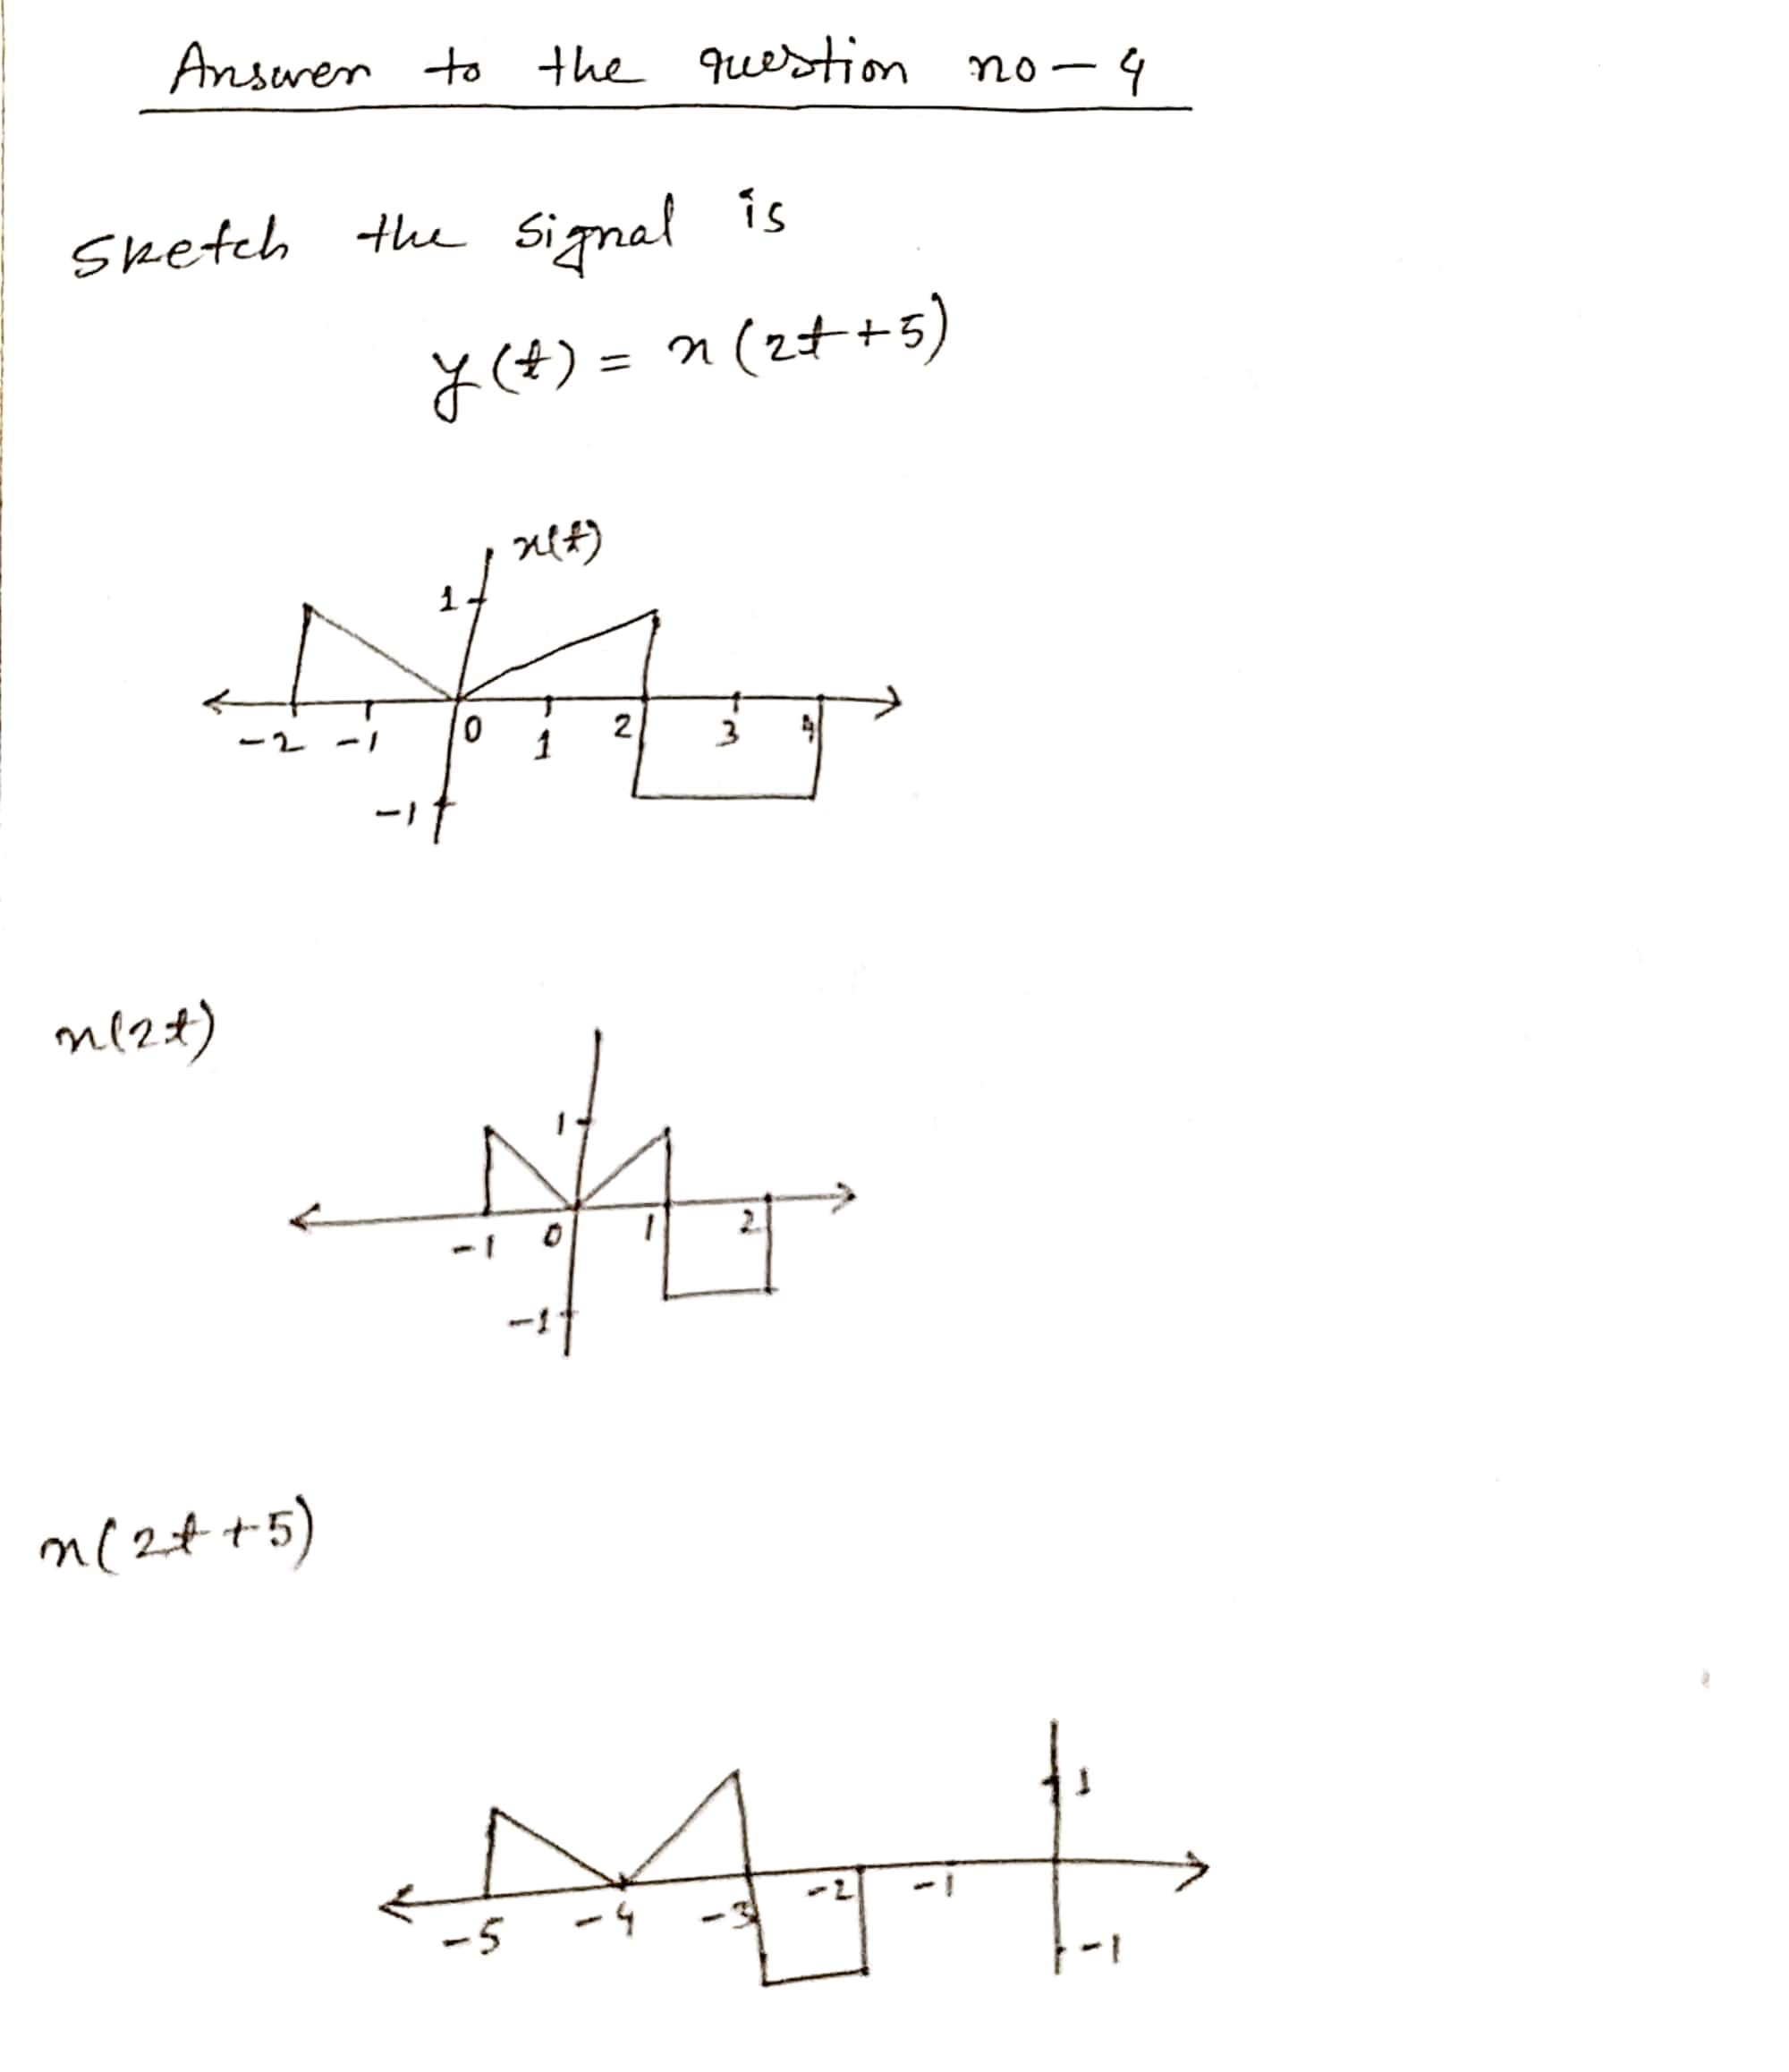 Answer to the question no-4
Sketch the signal is
y(t) = x(2t+5)
x(t)
1
-2 -1 0 1 2 3 4
-1
x(2t)
1
-1 0 1 2
-1
x(2t+5)
1
-5 -4 -3 -2 -1
-1